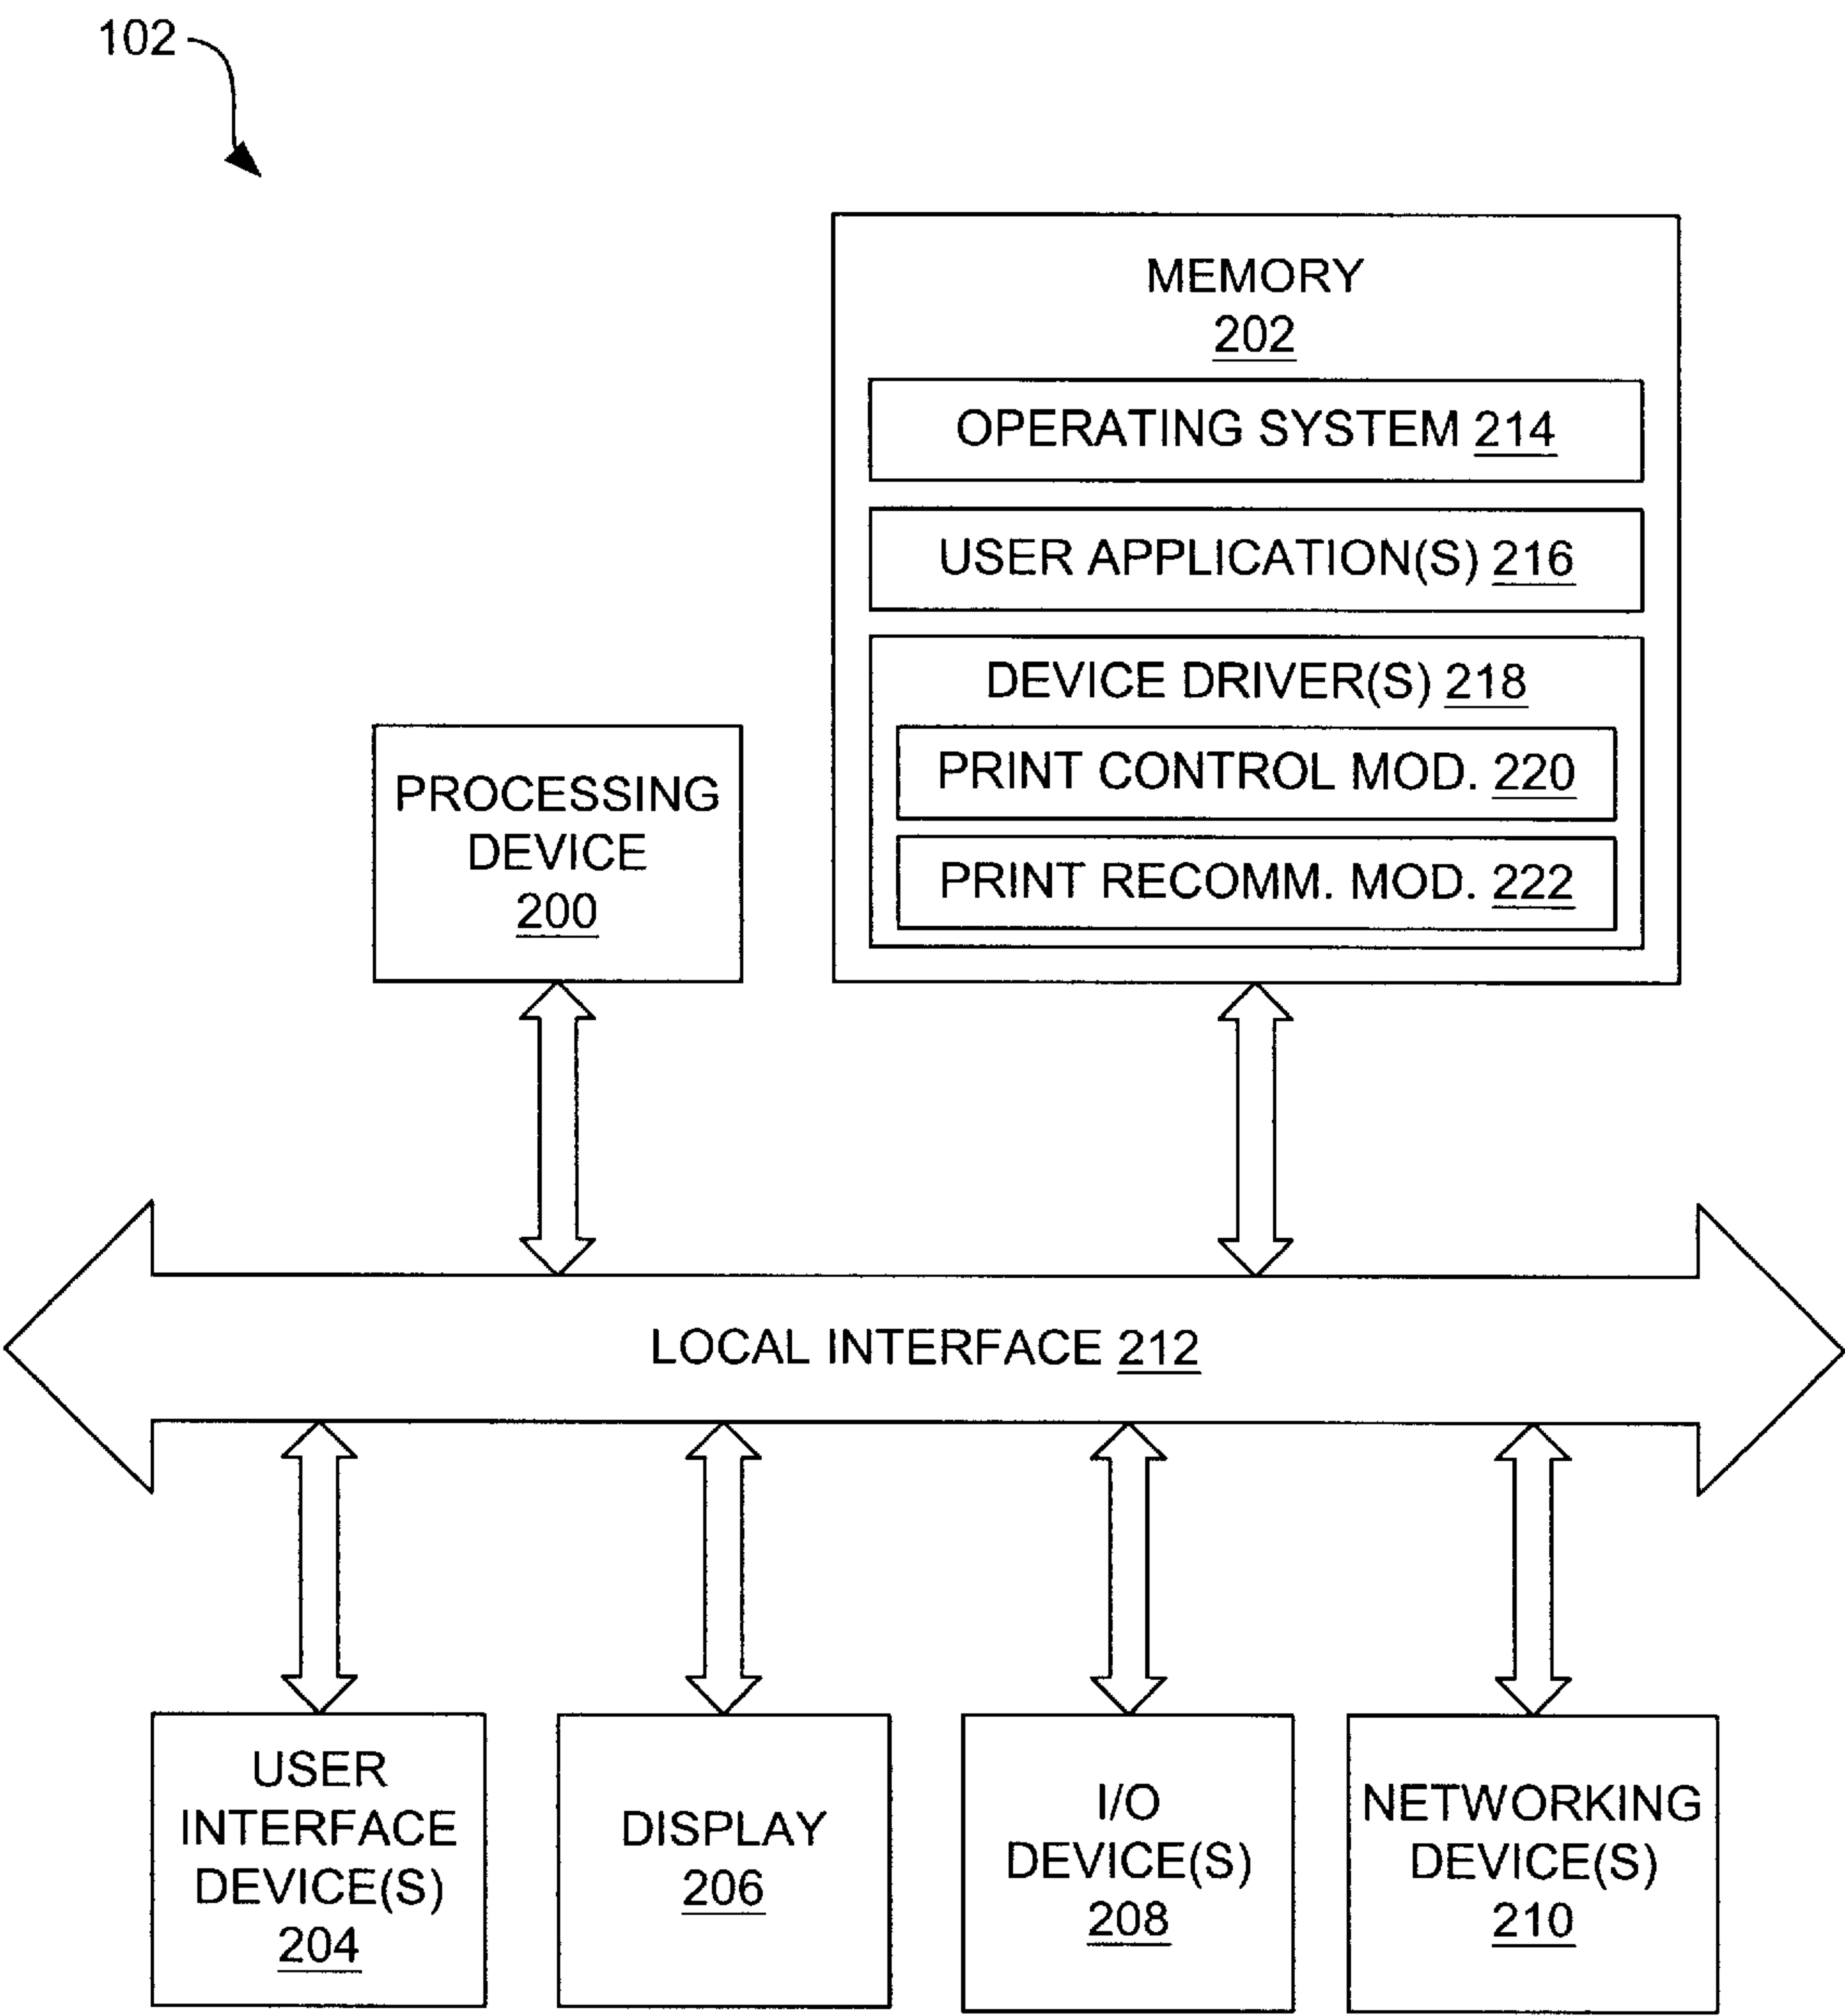 102
MEMORY
202
OPERATING SYSTEM 214
USER APPLICATION(S) 216
DEVICE DRIVER(S) 218
PRINT CONTROL MOD. 220
PRINT RECOMM. MOD. 222
PROCESSING
DEVICE
200
LOCAL INTERFACE 212
USER
INTERFACE
DEVICE(S)
204
DISPLAY
206
I/O
DEVICE(S)
208
NETWORKING
DEVICE(S)
210